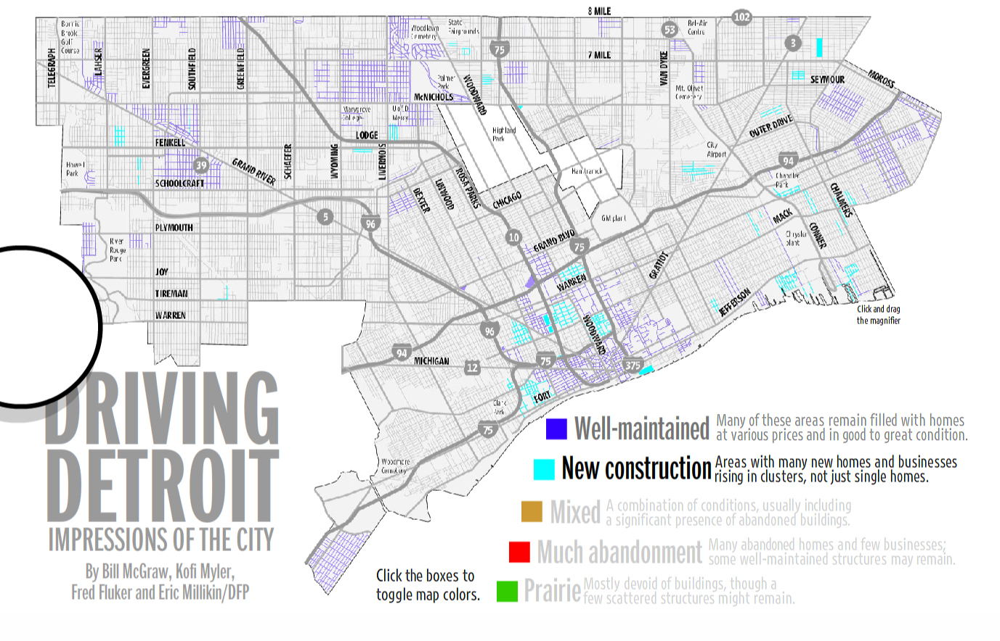 8 MILE
102
53
Bel-Air
Centre
3
State
Fairgrounds
Woodlawn
Cemetery
75
7 MILE
Golf
Course
TELEGRAPH
LAHSER
EVERGREEN
SOUTHFIELD
GREENFIELD
VAN DYKE
SEYMOUR
MOROSS
Palmer
Park
WOODWARD
McNICHOLS
Mt. Olivet
Cemetery
Marygrove
College
U of D
Mercy
Highland
Park
OUTER DRIVE
LODGE
FENKELL
City
Airport
39
GRAND RIVER
SCHAEFER
WYOMING
LIVERNOIS
94
Park
Hamtramck
ROSA PARKS
LINWOOD
DEXTER
CHICAGO
SCHOOLCRAFT
Chandler
Park
CHALMERS
5
96
GM plant
MACK
CONNER
Chrysler
plant
PLYMOUTH
10
GRAND BLVD
75
River
Rouge
Park
GRATIOT
JOY
WARREN
TIREMAN
JEFFERSON
Click and drag
the magnifier
WARREN
WOODWARD
96
94
MICHIGAN
12
75
375
FORT
Clark
Park
75
Woodmere
Cemetery
DRIVING
DETROIT
IMPRESSIONS OF THE CITY
By Bill McGraw, Kofi Myler,
Fred Fluker and Eric Millikin/DFP
Well-maintained Many of these areas remain filled with homes
at various prices and in good to great condition.
New construction Areas with many new homes and businesses
rising in clusters, not just single homes.
Mixed A combination of conditions, usually including
a significant presence of abandoned buildings.
Much abandonment Many abandoned homes and few businesses;
some well-maintained structures may remain.
Prairie Mostly devoid of buildings, though a
few scattered structures might remain.
Click the boxes to
toggle map colors.